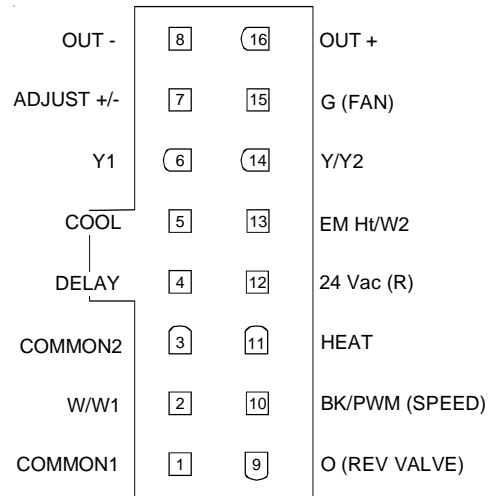 OUT - 8 16 OUT +
ADJUST +/- 7 15 G (FAN)
Y1 6 14 Y/Y2
COOL 5 13 EM Ht/W2
DELAY 4 12 24 Vac (R)
COMMON2 3 11 HEAT
W/W1 2 10 BK/PWM (SPEED)
COMMON1 1 9 O (REV VALVE)